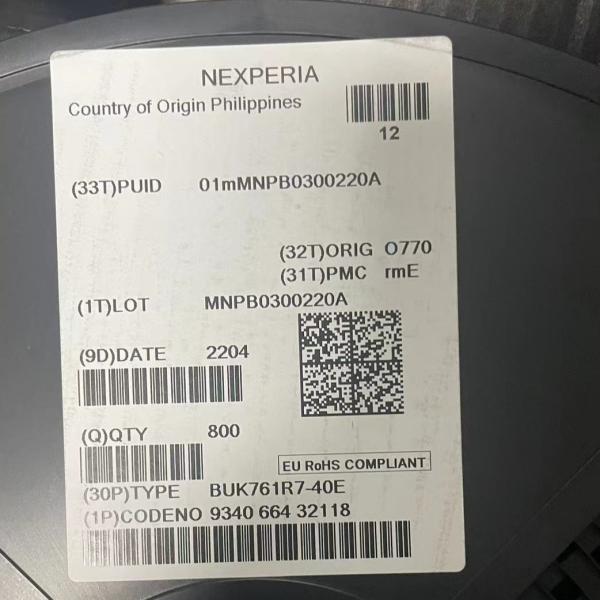 NEXPERIA
Country of Origin Philippines
12
(33T)PUID 01mMNPB0300220A
(32T)ORIG O770
(31T)PMC rmE
(1T)LOT MNPB0300220A
(9D)DATE 2204
(Q)QTY 800
EU RoHS COMPLIANT
(30P)TYPE BUK761R7-40E
(1P)CODENO 9340 664 32118